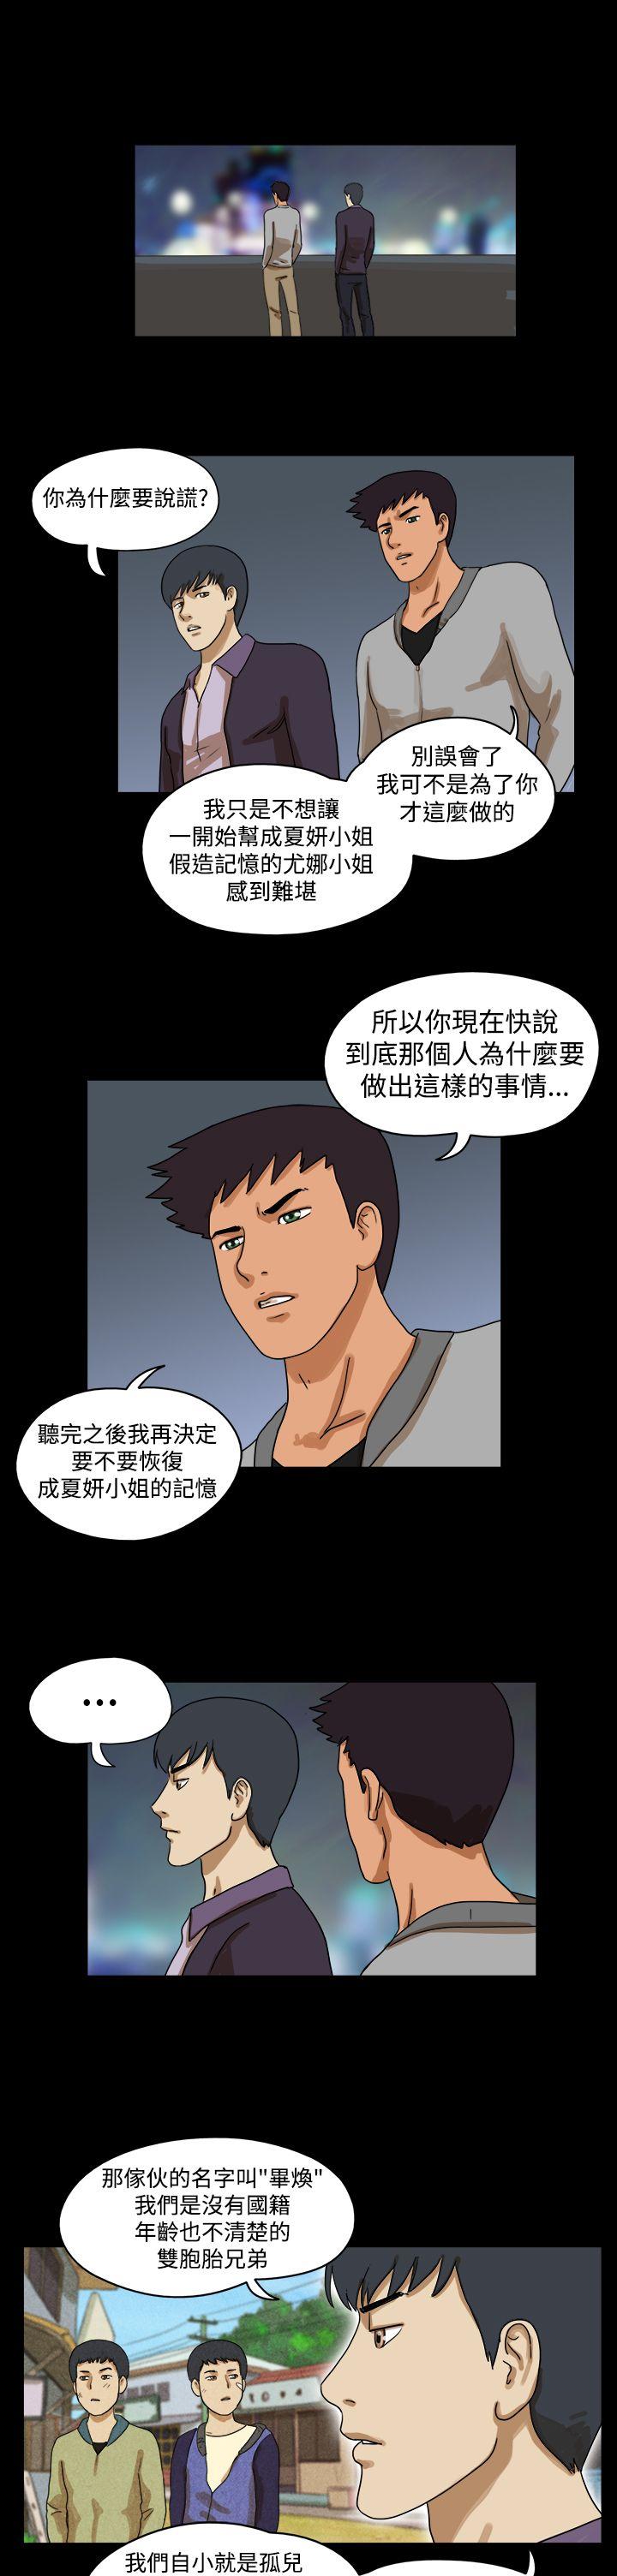 你為什麼要說謊?
別誤會了
我可不是為了你
才這麼做的
我只是不想讓
一開始幫成夏妍小姐
假造記憶的尤娜小姐
感到難堪
所以你現在快說
到底那個人為什麼要
做出這樣的事情...
聽完之後我再決定
要不要恢復
成夏妍小姐的記憶
...
那傢伙的名字叫"畢煥"
我們是沒有國籍
年齡也不清楚的
雙胞胎兄弟
我們自小就是孤兒